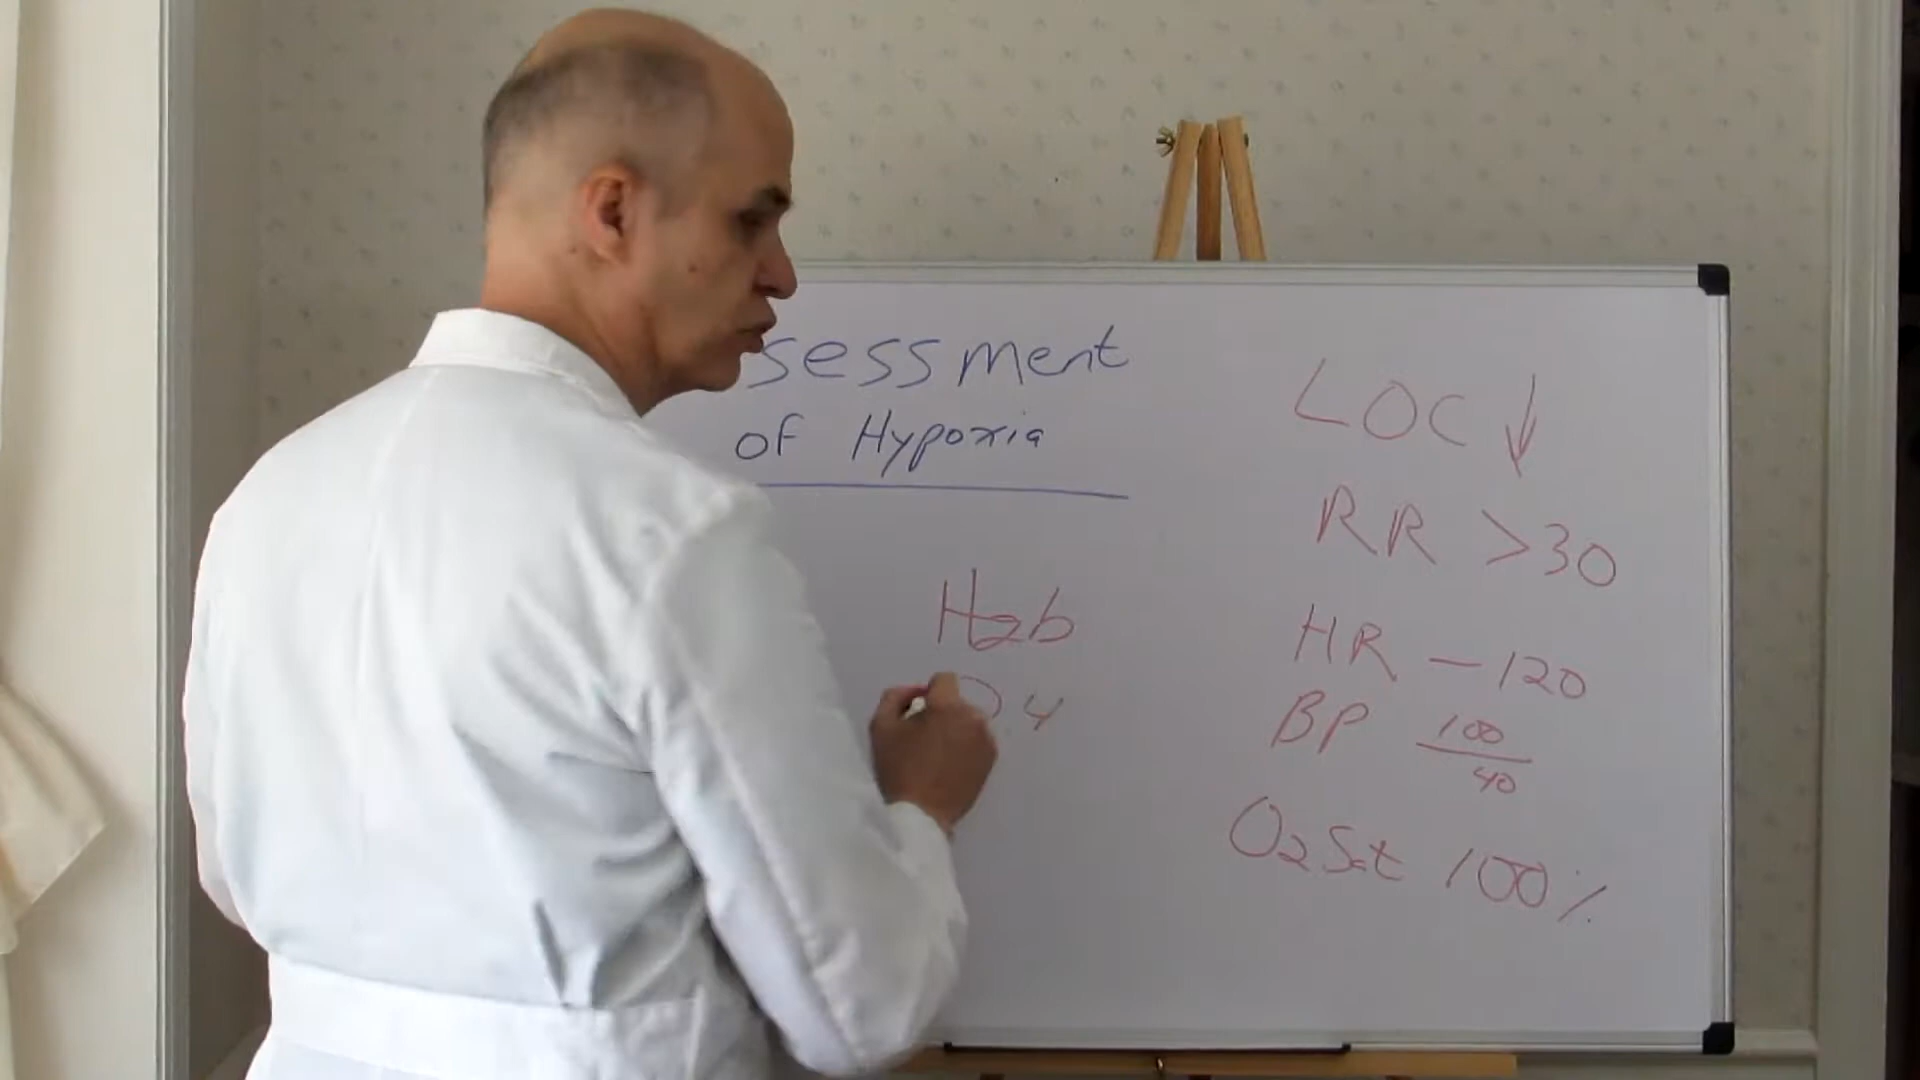 sessment
of Hypoxia
Hgb
LOC ↓
RR >30
HR — 120
BP 100/40
O2 Sat 100%